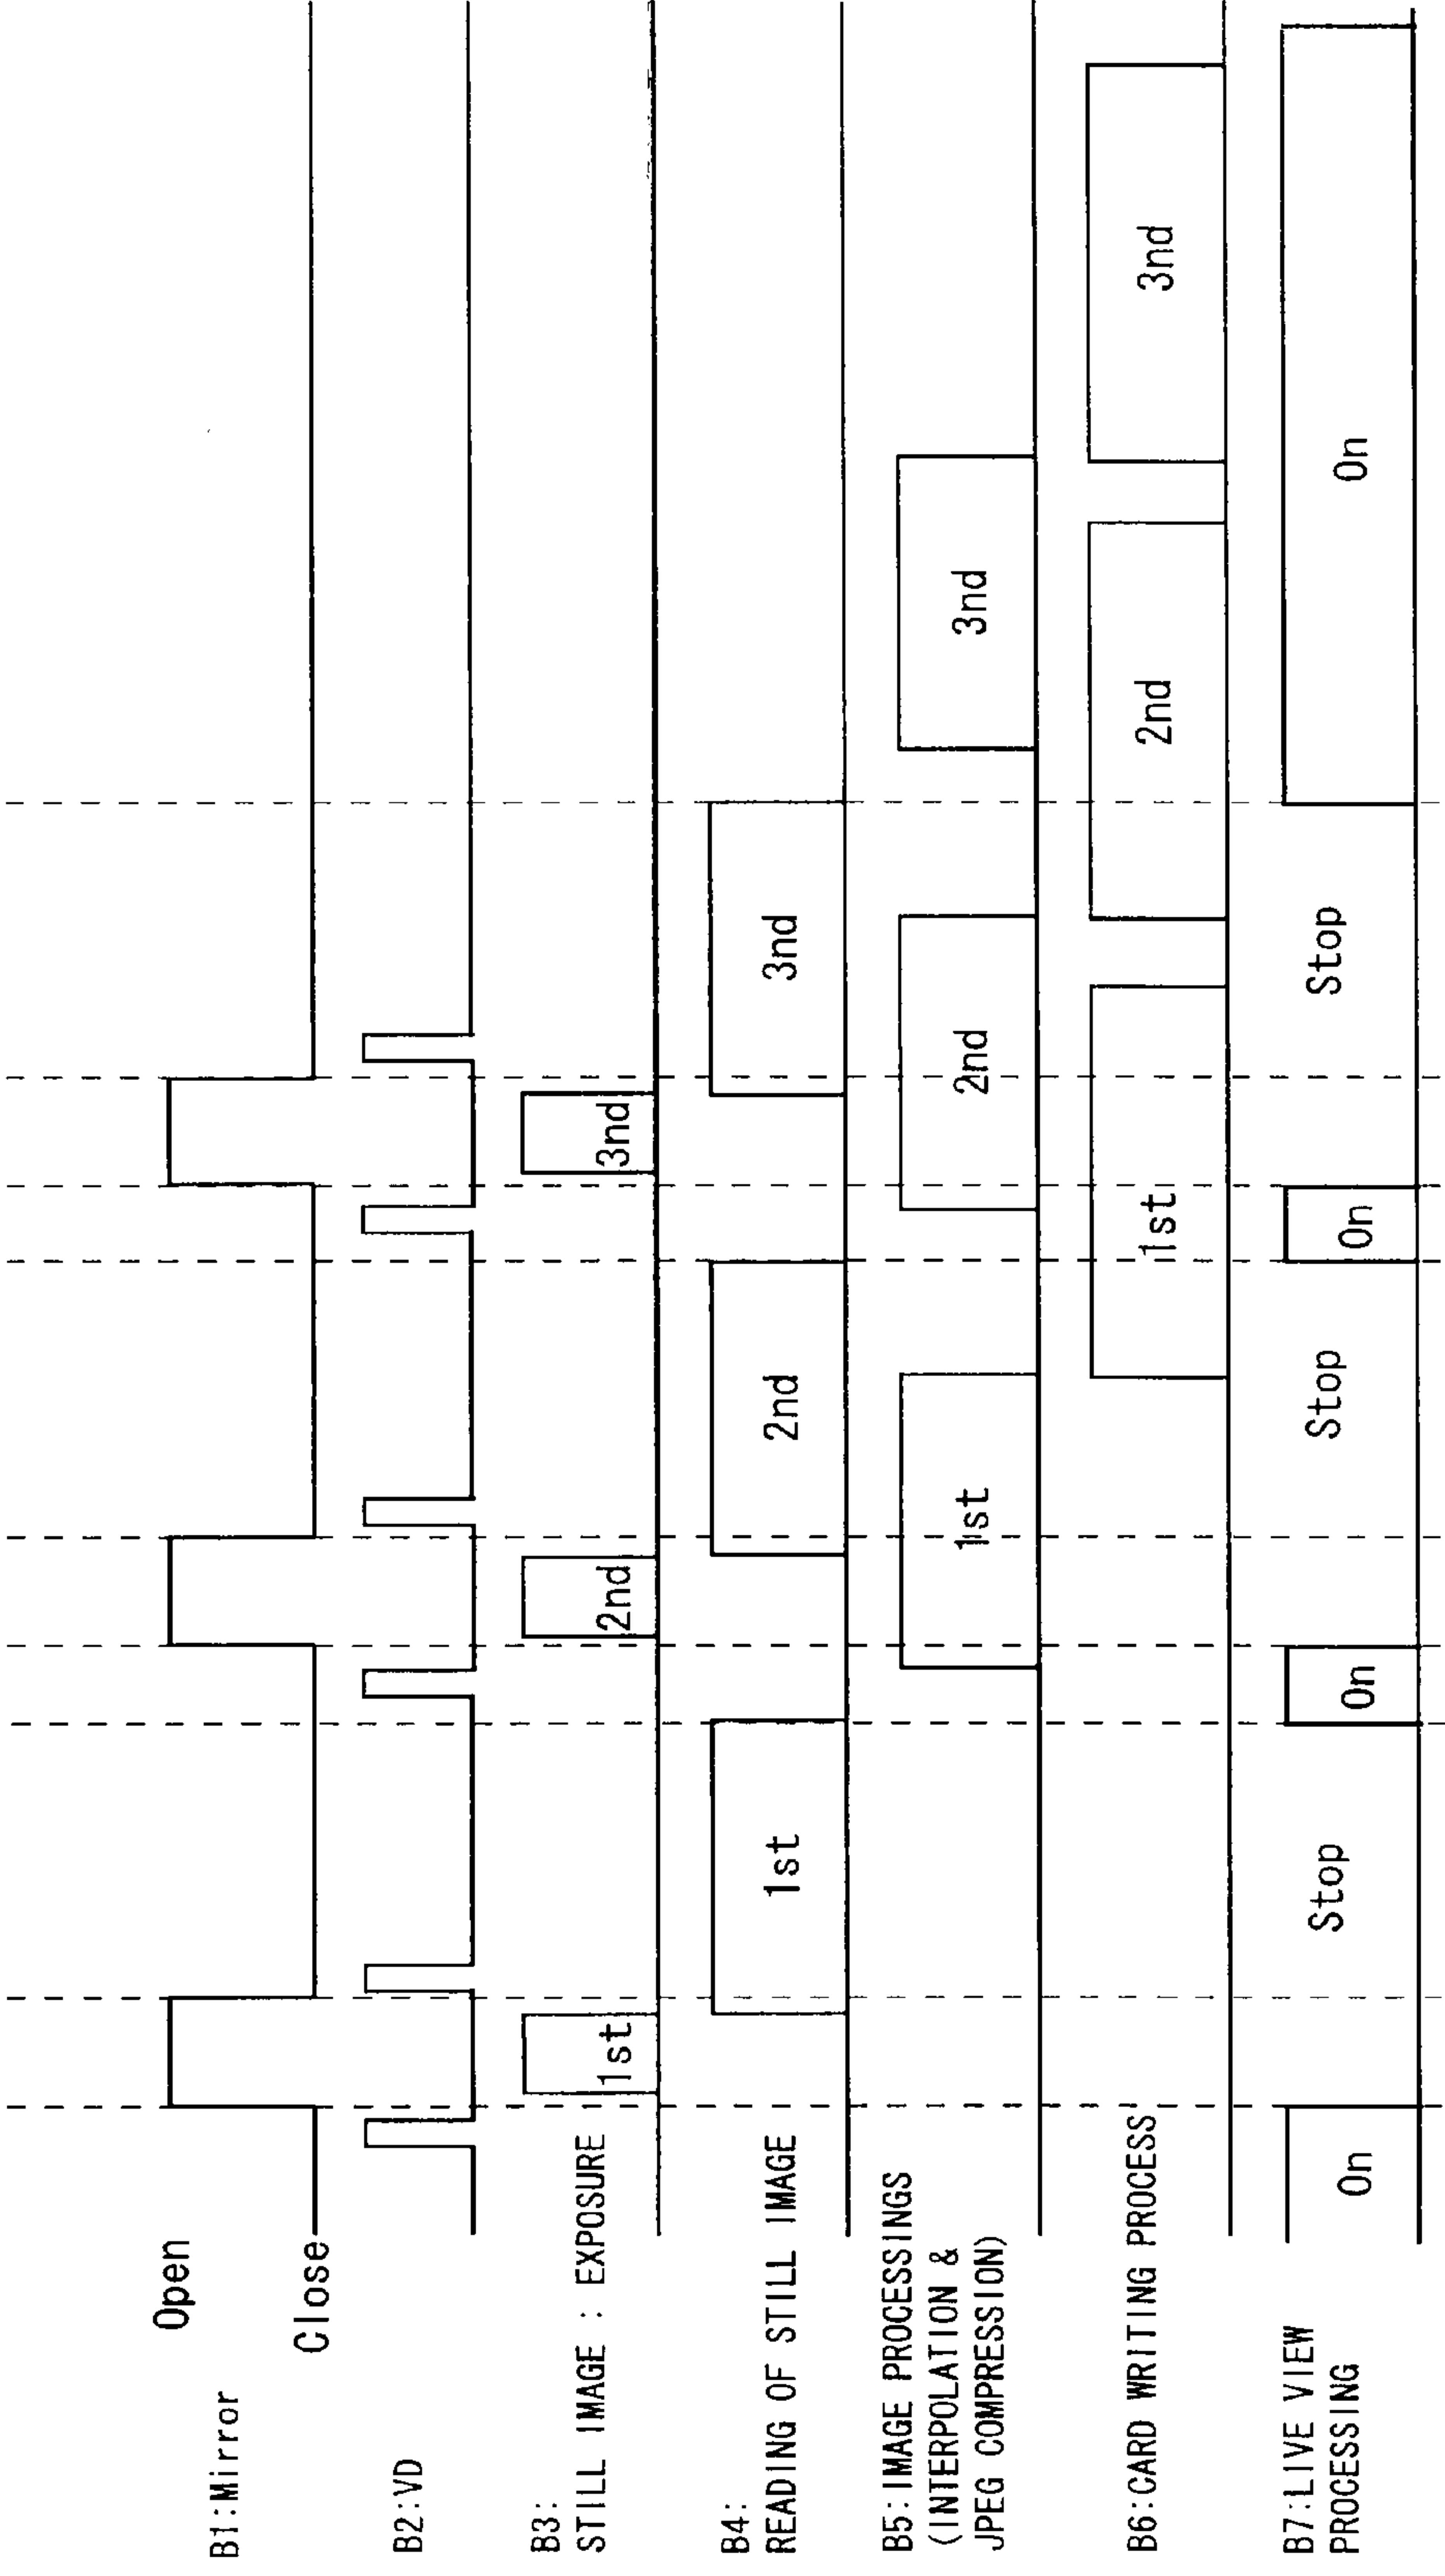 Open
B1:Mirror
Close
B2:VD
B3:
STILL IMAGE : EXPOSURE
1st
2nd
3nd
B4:
READING OF STILL IMAGE
1st
2nd
3nd
B5:IMAGE PROCESSINGS
(INTERPOLATION &
JPEG COMPRESSION)
1st
2nd
3nd
B6:CARD WRITING PROCESS
1st
2nd
3nd
B7:LIVE VIEW
PROCESSING
On
Stop
On
Stop
On
Stop
On